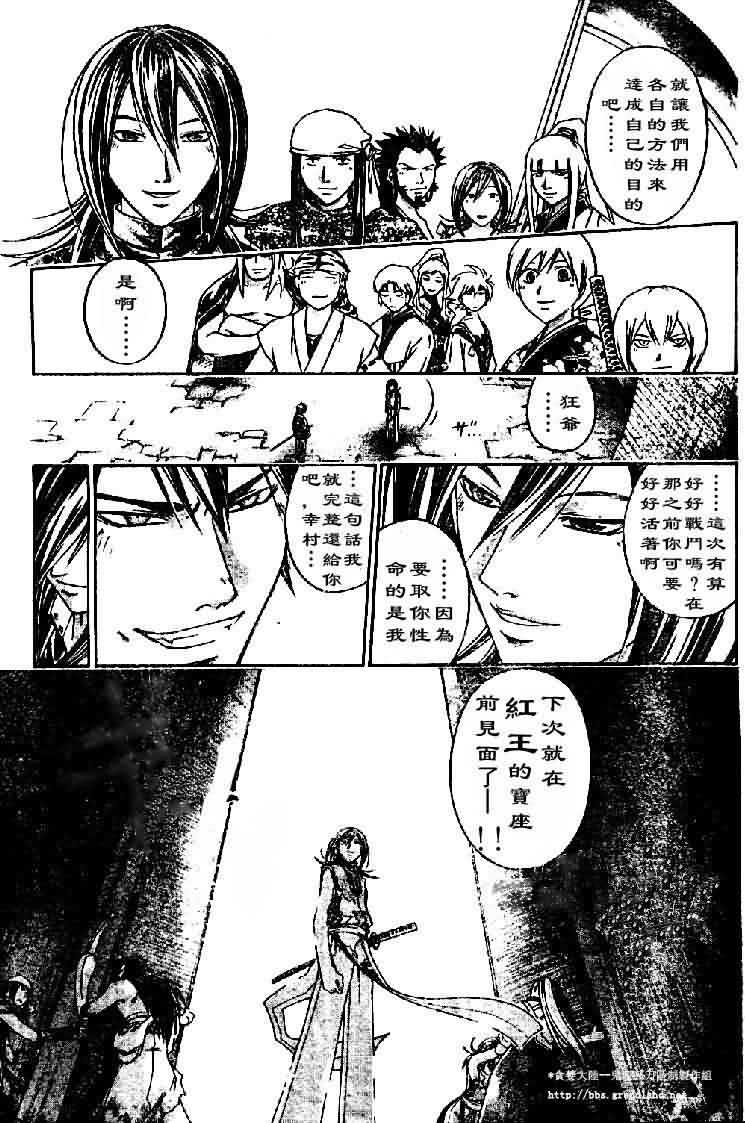 就讓我們用
各自的方法來
達成自己的目的
吧……
是啊……
狂爺
……
……這次有算
好好戰鬥嗎？在
那之前你可要
好好活著啊
……因為
要取你性
命的是我
…這句話我
就完整還給你
吧，幸村…
下次就在
紅王的寶座
前見面了—！！
http://bbs.greedland.net